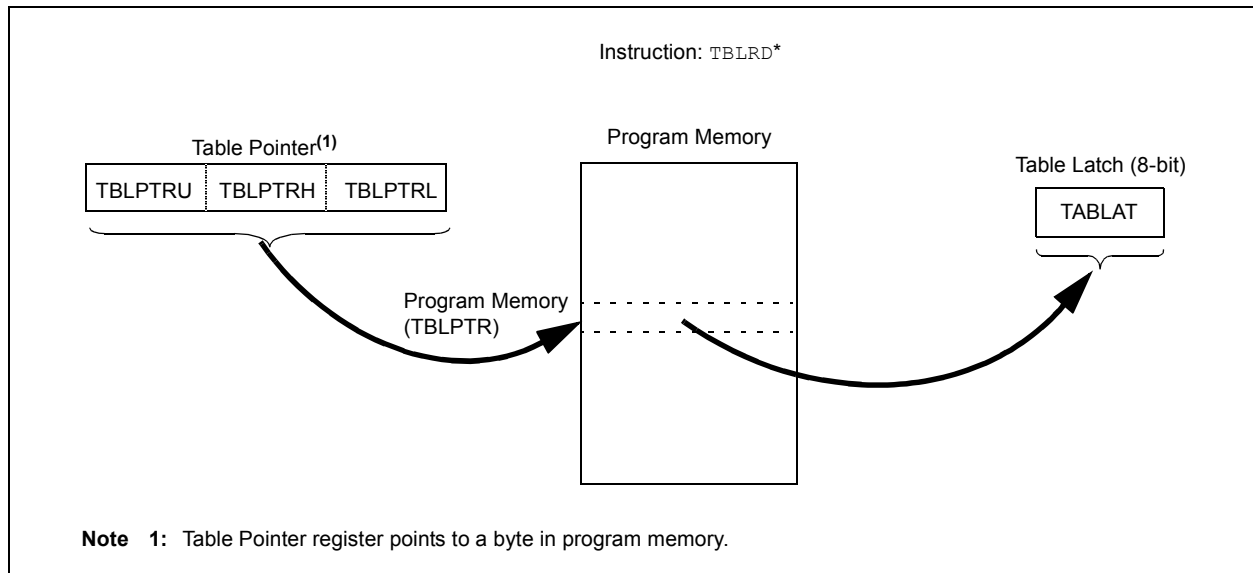 Instruction: TBLRD*
Table Pointer(1)
TBLPTRU TBLPTRH TBLPTRL
Program Memory
Table Latch (8-bit)
TABLAT
Program Memory
(TBLPTR)
Note 1: Table Pointer register points to a byte in program memory.